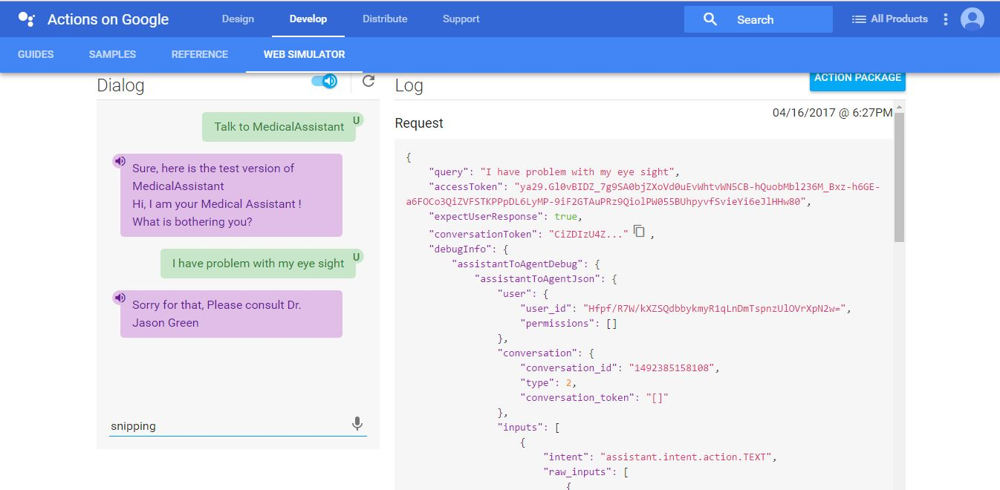 Actions on Google
Design
Develop
Distribute
Support
Search
All Products
GUIDES
SAMPLES
REFERENCE
WEB SIMULATOR
Dialog
Talk to MedicalAssistant
U
Sure, here is the test version of
MedicalAssistant
Hi, I am your Medical Assistant !
What is bothering you?
I have problem with my eye sight
U
Sorry for that, Please consult Dr.
Jason Green
snipping
Log
ACTION PACKAGE
04/16/2017 @ 6:27PM
Request
{
"query": "I have problem with my eye sight",
"accessToken": "ya29.Gl0vBIDZ_7g9SA0bjZXoVd0uEvWhtvWN5CB-hQuobMbl236M_Bxz-h6GE-
a6FOCo3QiZVFSTKPPpDL6LyMP-9iF2GTAuPRz9QiolPW055BUhpyvfSvieYi6eJlHHw80",
"expectUserResponse": true,
"conversationToken": "CiZDIzU4Z..." ,
"debugInfo": {
"assistantToAgentDebug": {
"assistantToAgentJson": {
"user": {
"user_id": "Hfpf/R7W/kXZSQdbbykmyR1qLnDmTspnzUlOVrXpN2w=",
"permissions": []
},
"conversation": {
"conversation_id": "1492385158108",
"type": 2,
"conversation_token": "[]"
},
"inputs": [
{
"intent": "assistant.intent.action.TEXT",
"raw_inputs": [
{